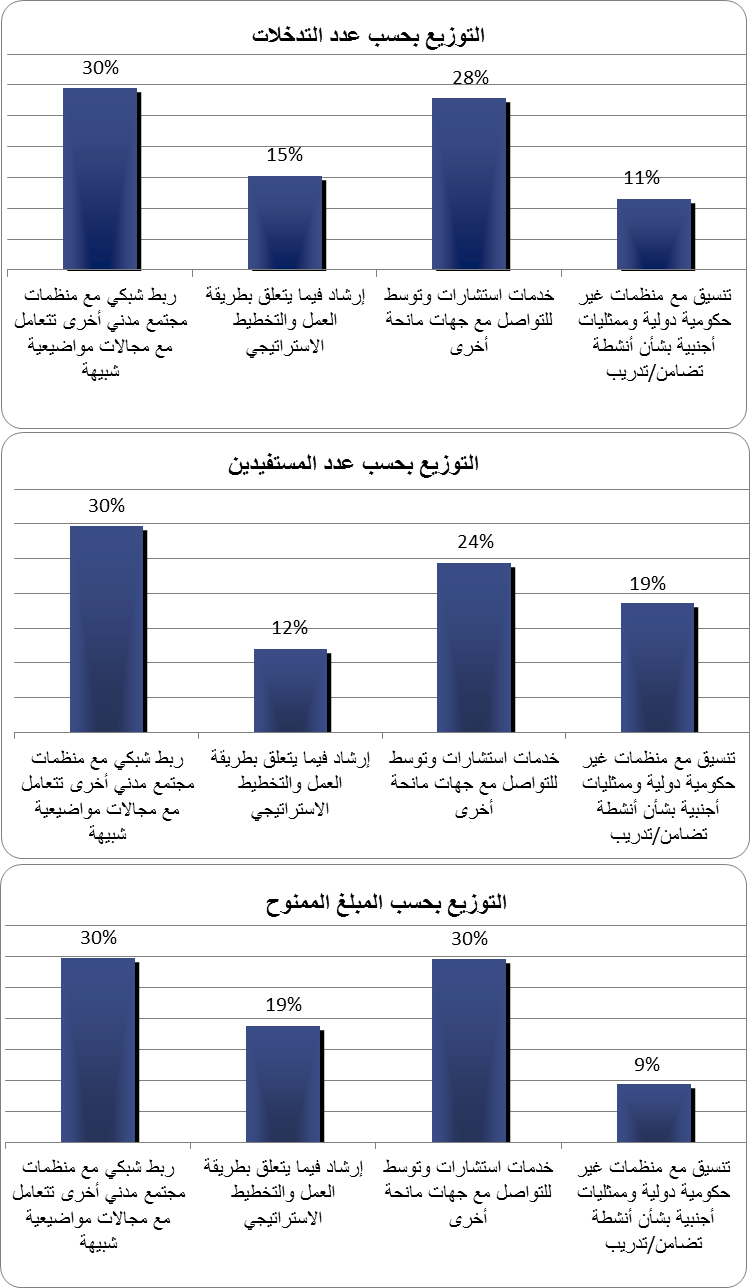 التوزيع بحسب عدد التدخلات
30%
15%
28%
11%
ربط شبكي مع منظمات
مجتمع مدني أخرى تتعامل
مع مجالات مواضيعية
شبيهة
إرشاد فيما يتعلق بطريقة
العمل والتخطيط
الاستراتيجي
خدمات استشارات وتوسط
للتواصل مع جهات مانحة
أخرى
تنسيق مع منظمات غير
حكومية دولية وممثليات
أجنبية بشأن أنشطة
تضامن/تدريب
التوزيع بحسب عدد المستفيدين
30%
12%
24%
19%
ربط شبكي مع منظمات
مجتمع مدني أخرى تتعامل
مع مجالات مواضيعية
شبيهة
إرشاد فيما يتعلق بطريقة
العمل والتخطيط
الاستراتيجي
خدمات استشارات وتوسط
للتواصل مع جهات مانحة
أخرى
تنسيق مع منظمات غير
حكومية دولية وممثليات
أجنبية بشأن أنشطة
تضامن/تدريب
التوزيع بحسب المبلغ الممنوح
30%
19%
30%
9%
ربط شبكي مع منظمات
مجتمع مدني أخرى تتعامل
مع مجالات مواضيعية
شبيهة
إرشاد فيما يتعلق بطريقة
العمل والتخطيط
الاستراتيجي
خدمات استشارات وتوسط
للتواصل مع جهات مانحة
أخرى
تنسيق مع منظمات غير
حكومية دولية وممثليات
أجنبية بشأن أنشطة
تضامن/تدريب